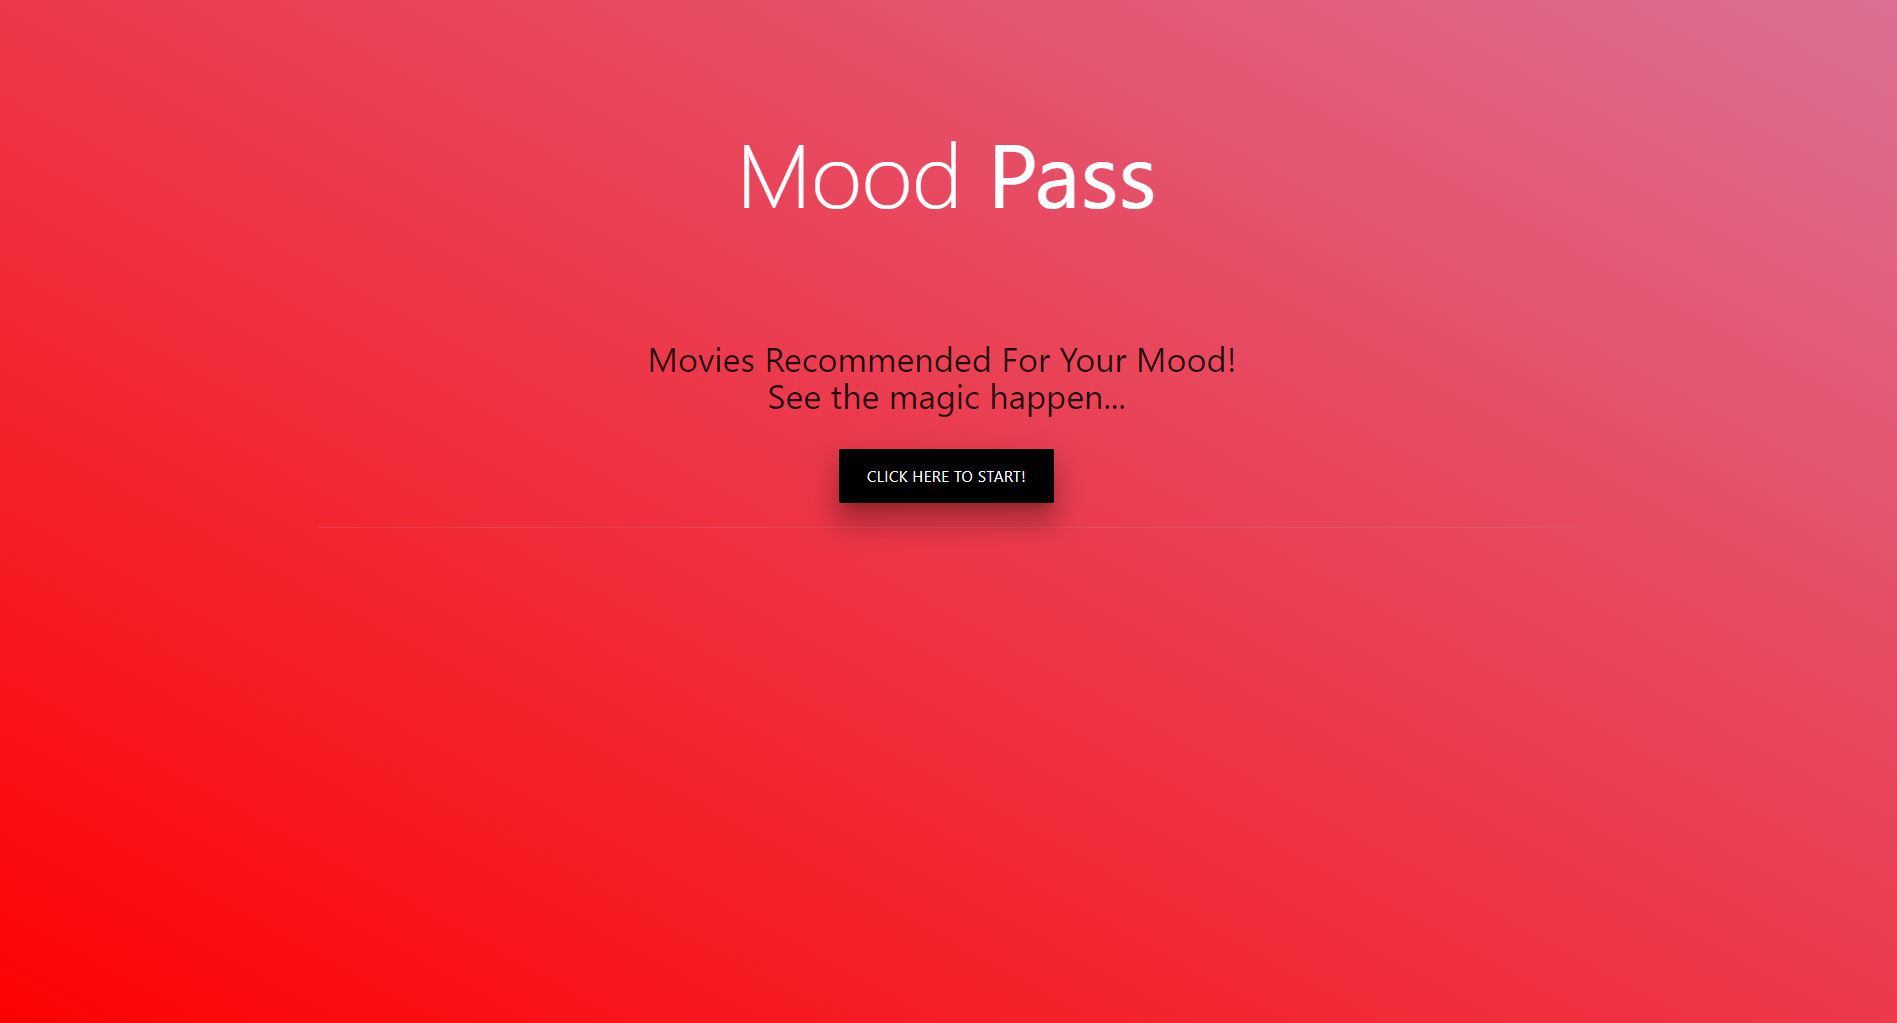 Mood Pass
Movies Recommended For Your Mood!
See the magic happen...
CLICK HERE TO START!